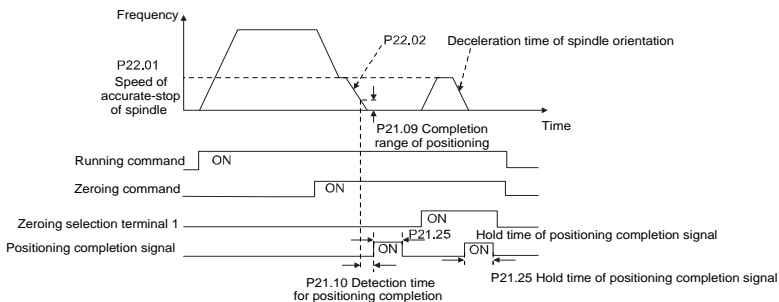 Frequency
P22.02
Deceleration time of spindle orientation
P22.01
Speed of
accurate-stop
of spindle
Time
P21.09 Completion
range of positioning
Running command
ON
Zeroing command
ON
Zeroing selection terminal 1
ON
P21.25
Hold time of positioning completion signal
Positioning completion signal
ON
ON
P21.10 Detection time
for positioning completion
P21.25 Hold time of positioning completion signal